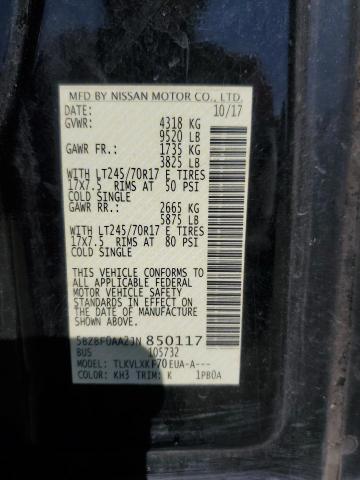 MFD BY NISSAN MOTOR CO., LTD.
DATE: 10/17
GVWR: 4318 KG
9520 LB
GAWR FR: 1735 KG
3825 LB
WITH LT245/70R17 E TIRES
17X7.5 RIMS AT 50 PSI
COLD SINGLE
GAWR RR: 2665 KG
5875 LB
WITH LT245/70R17 E TIRES
17X7.5 RIMS AT 80 PSI
COLD SINGLE
THIS VEHICLE CONFORMS TO
ALL APPLICABLE FEDERAL
MOTOR VEHICLE SAFETY
STANDARDS IN EFFECT ON
THE DATE OF MANUFACTURE
SHOWN ABOVE.
5BZBF0AA2JN850117
BUS 105732
MODEL: TLKVLXKP70EUA-A---
COLOR: KH3 TRIM: K 1PB0A